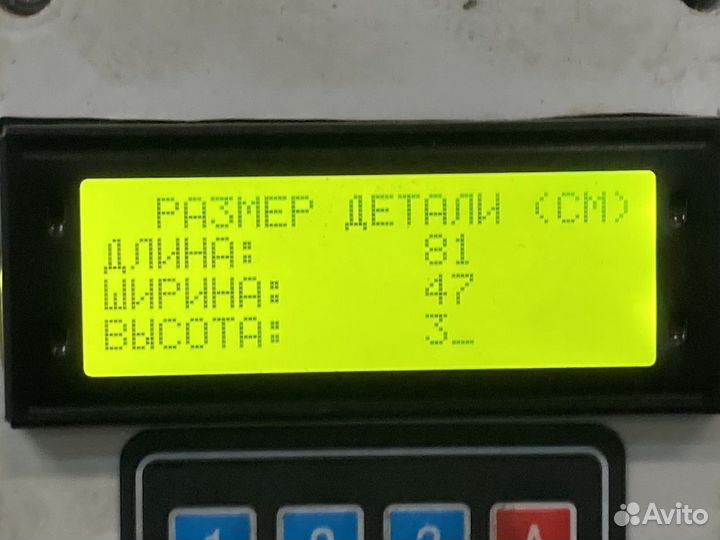 РАЗМЕР ДЕТАЛИ (СМ)
ДЛИНА: 81
ШИРИНА: 47
ВЫСОТА: 3_
1 2 3 A
Avito